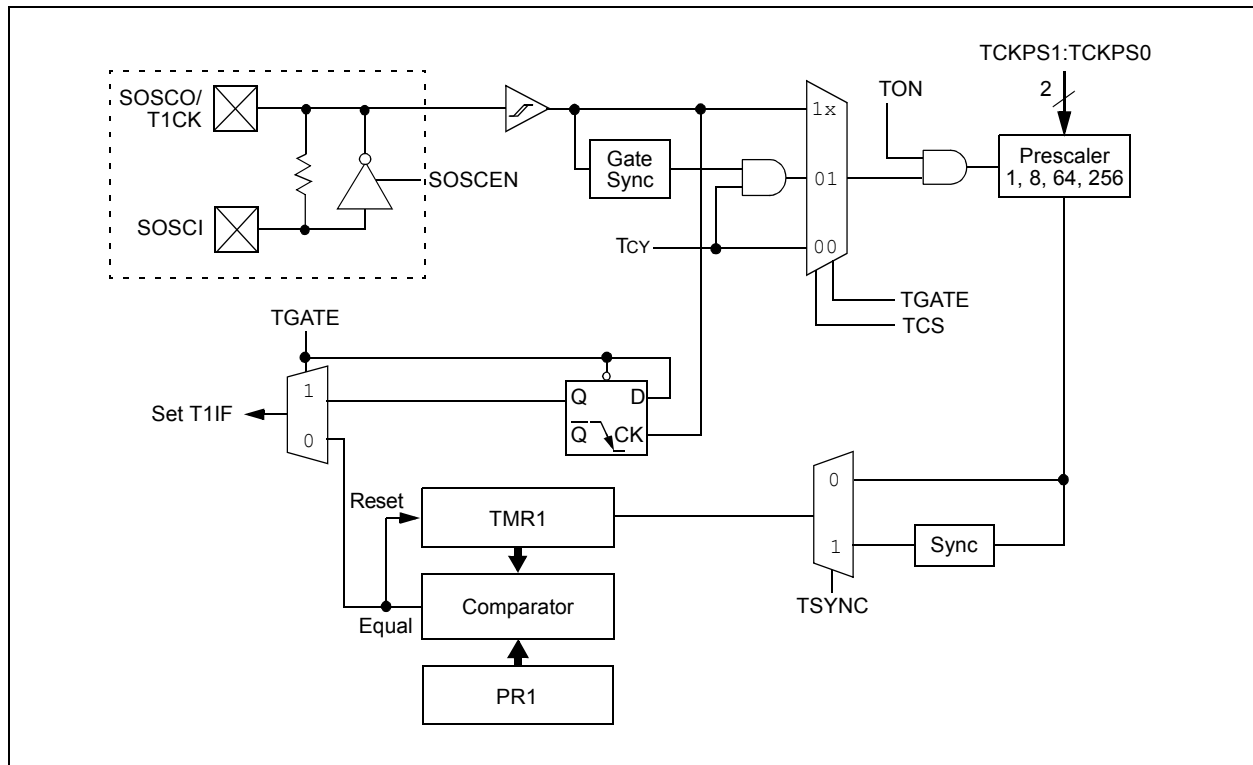 TCKPS1:TCKPS0
2
SOSCO/
T1CK
1x
TON
Gate
Sync
Prescaler
1, 8, 64, 256
SOSCEN
01
SOSCI
TCY
00
TGATE
TCS
TGATE
1
Q
D
Set T1IF
0
Q
CK
Reset
TMR1
0
1
Sync
Comparator
TSYNC
Equal
PR1